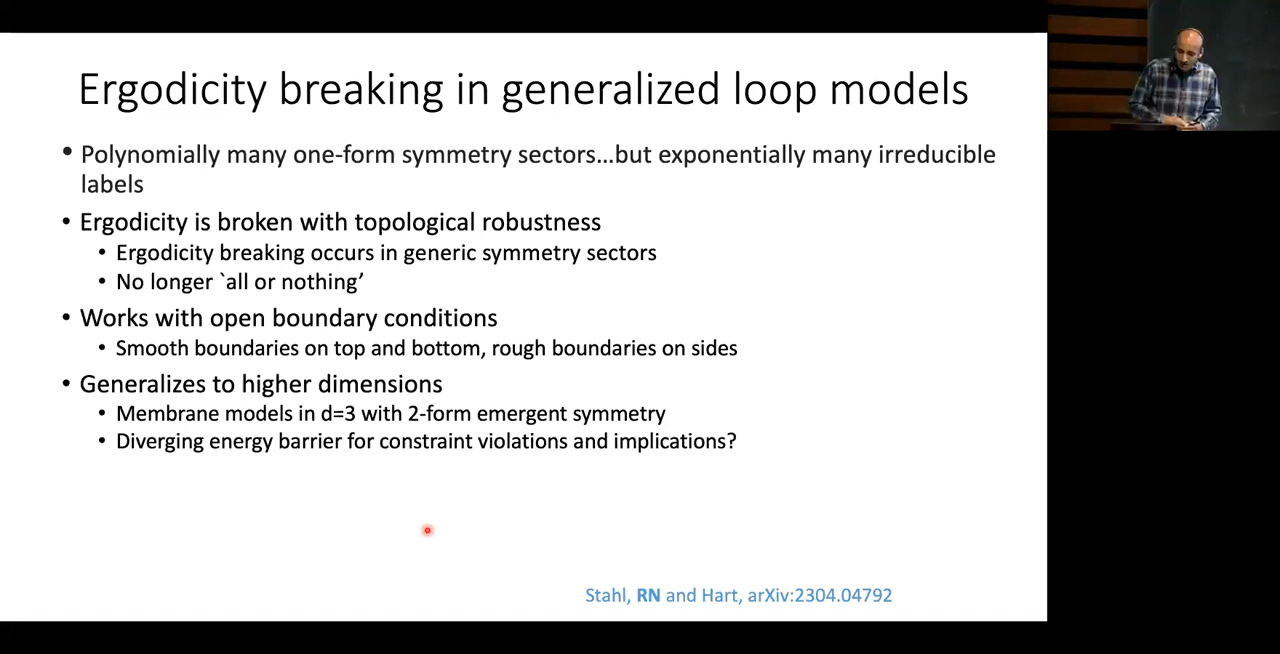 Ergodicity breaking in generalized loop models
• Polynomially many one-form symmetry sectors...but exponentially many irreducible
labels
• Ergodicity is broken with topological robustness
• Ergodicity breaking occurs in generic symmetry sectors
• No longer `all or nothing’
• Works with open boundary conditions
• Smooth boundaries on top and bottom, rough boundaries on sides
• Generalizes to higher dimensions
• Membrane models in d=3 with 2-form emergent symmetry
• Diverging energy barrier for constraint violations and implications?
Stahl, RN and Hart, arXiv:2304.04792